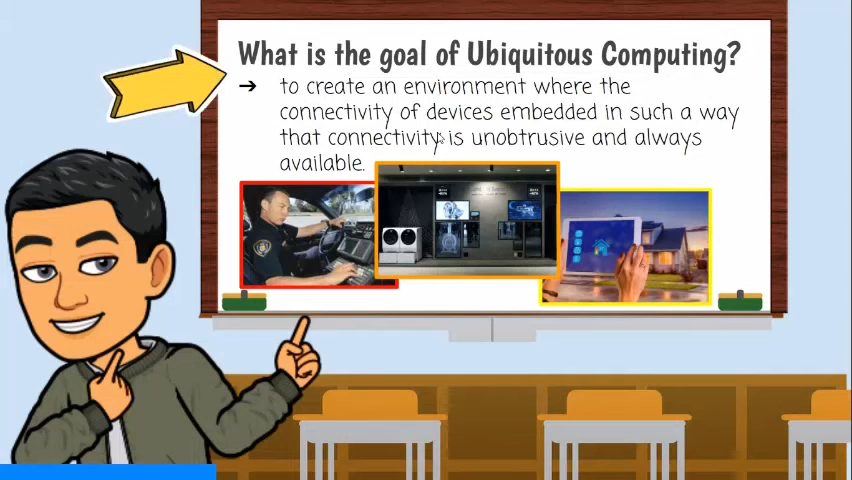 What is the goal of Ubiquitous Computing?
➔ to create an environment where the
connectivity of devices embedded in such a way
that connectivity is unobtrusive and always
available.